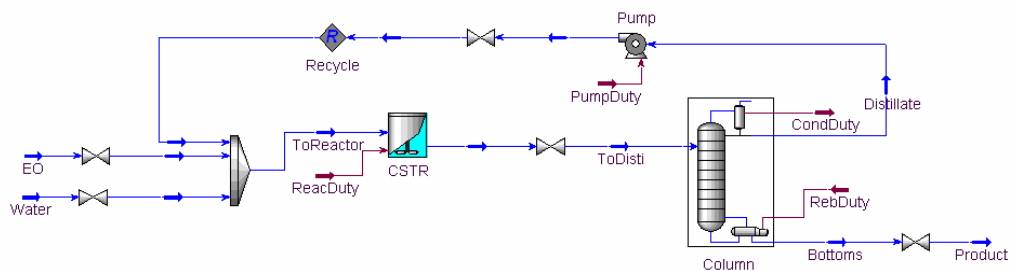 Pump
R
Recycle
PumpDuty
Distillate
CondDuty
ToReactor
EO
ReacDuty
CSTR
ToDisti
Water
RebDuty
Bottoms
Product
Column